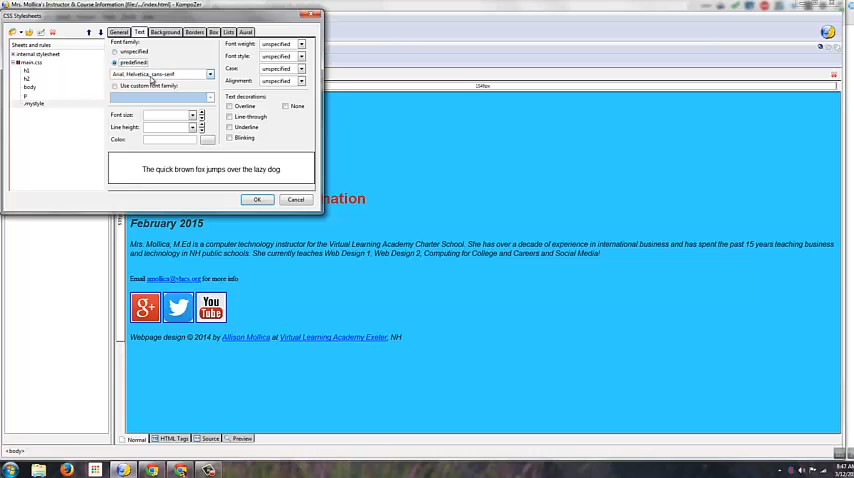 Mrs. Mollica's Instructor & Course Information [file:/.../index.html] - KompoZer
CSS Stylesheets
Sheets and rules
internal stylesheet
main.css
h1
h2
body
p
.mystyle
General Text Background Borders Box Lists Aural
Font family:
unspecified
predefined:
Arial, Helvetica, sans-serif
Use custom font family:
Font size:
Line height:
Color:
Font weight: unspecified
Font style: unspecified
Case: unspecified
Alignment: unspecified
Text decorations:
Overline None
Line-through
Underline
Blinking
The quick brown fox jumps over the lazy dog
OK Cancel
mation
February 2015
Mrs. Mollica, M.Ed is a computer technology instructor for the Virtual Learning Academy Charter School. She has over a decade of experience in international business and has spent the past 15 years teaching business
and technology in NH public schools. She currently teaches Web Design 1, Web Design 2, Computing for College and Careers and Social Media!
Email amollica@vlacs.org for more info
g+ You Tube
Webpage design © 2014 by Allison Mollica at Virtual Learning Academy Exeter, NH
Normal HTML Tags Source Preview
<body>
8:47 AM
3/12/20